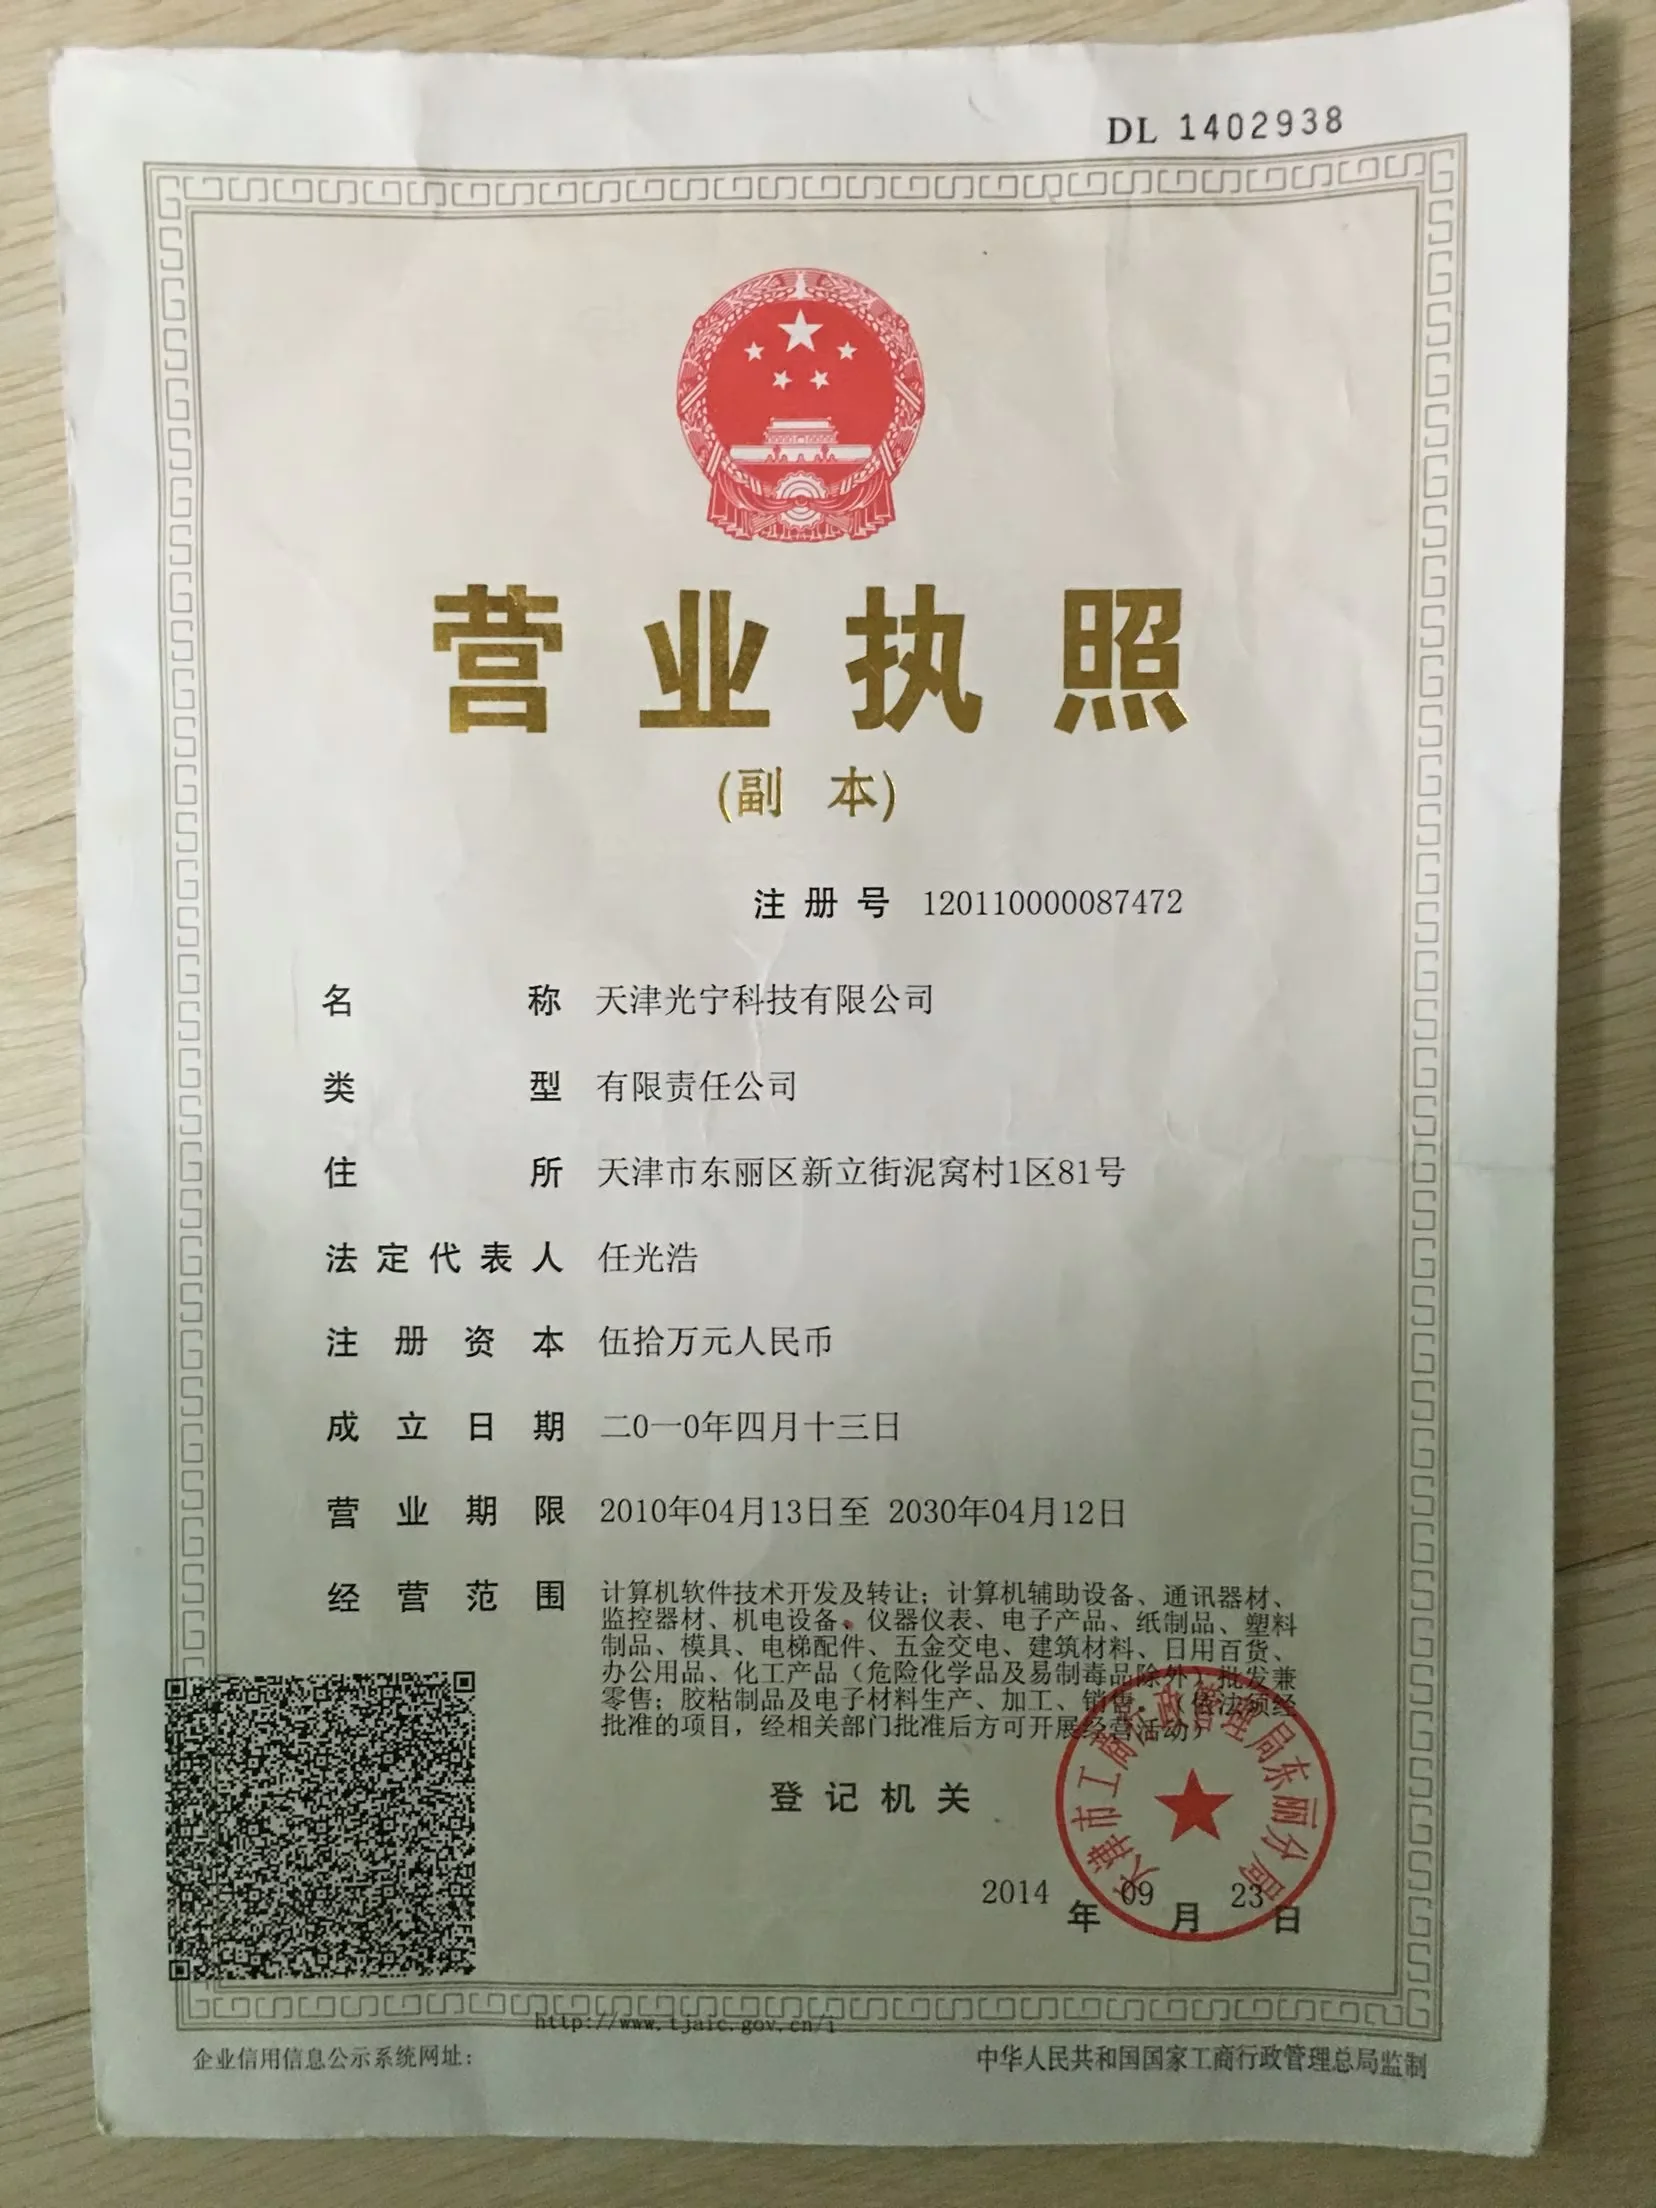 DL 1402938
营业执照
(副 本)
注册号 120110000087472
名称 天津光宁科技有限公司
类型 有限责任公司
住所 天津市东丽区新立街泥窝村1区81号
法定代表人 任光浩
注册资本 伍拾万元人民币
成立日期 二0一0年四月十三日
营业期限 2010年04月13日至 2030年04月12日
经营范围 计算机软件技术开发及转让；计算机辅助设备、通讯器材、
监控器材、机电设备、仪器仪表、电子产品、纸制品、塑料
制品、模具、电梯配件、五金交电、建筑材料、日用百货、
办公用品、化工产品（危险化学品及易制毒品除外）批发兼
零售；胶粘制品及电子材料生产、加工、销售。（依法须经
批准的项目，经相关部门批准后方可开展经营活动）
登记机关
天津市工商行政管理局东丽分局
2014年09月23日
http://www.tjaic.gov.cn/i
企业信用信息公示系统网址：
中华人民共和国国家工商行政管理总局监制